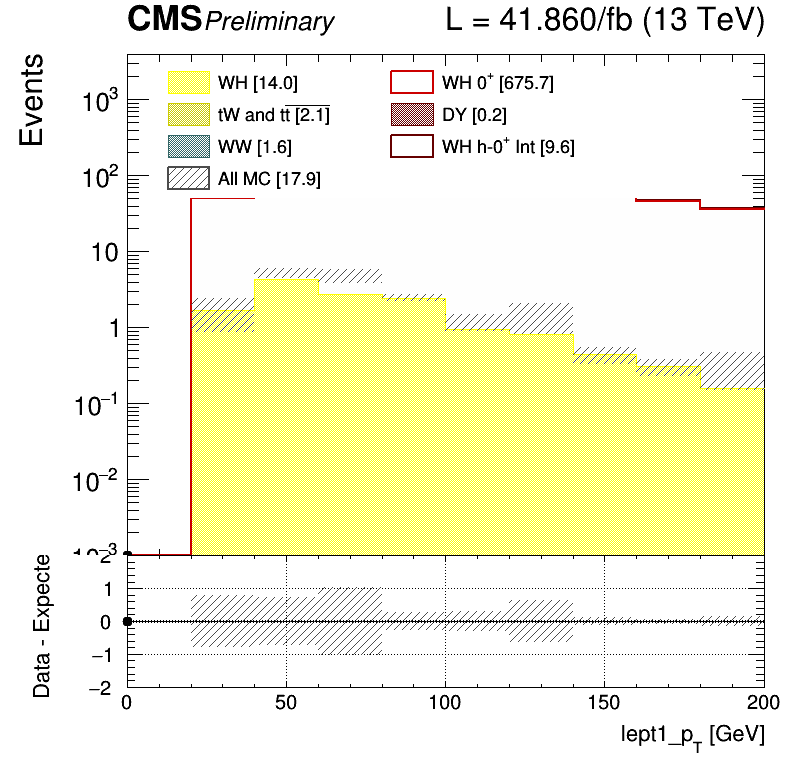 CMS Preliminary L = 41.860/fb (13 TeV)
Events
WH [14.0] WH 0⁺ [675.7]
tW and tt̅ [2.1] DY [0.2]
WW [1.6] WH h-0⁺ Int [9.6]
All MC [17.9]
10³
10²
10
1
10⁻¹
10⁻²
10⁻³
Data - Expecte
2
1
0
−1
−2
0 50 100 150 200
lept1_p_T [GeV]